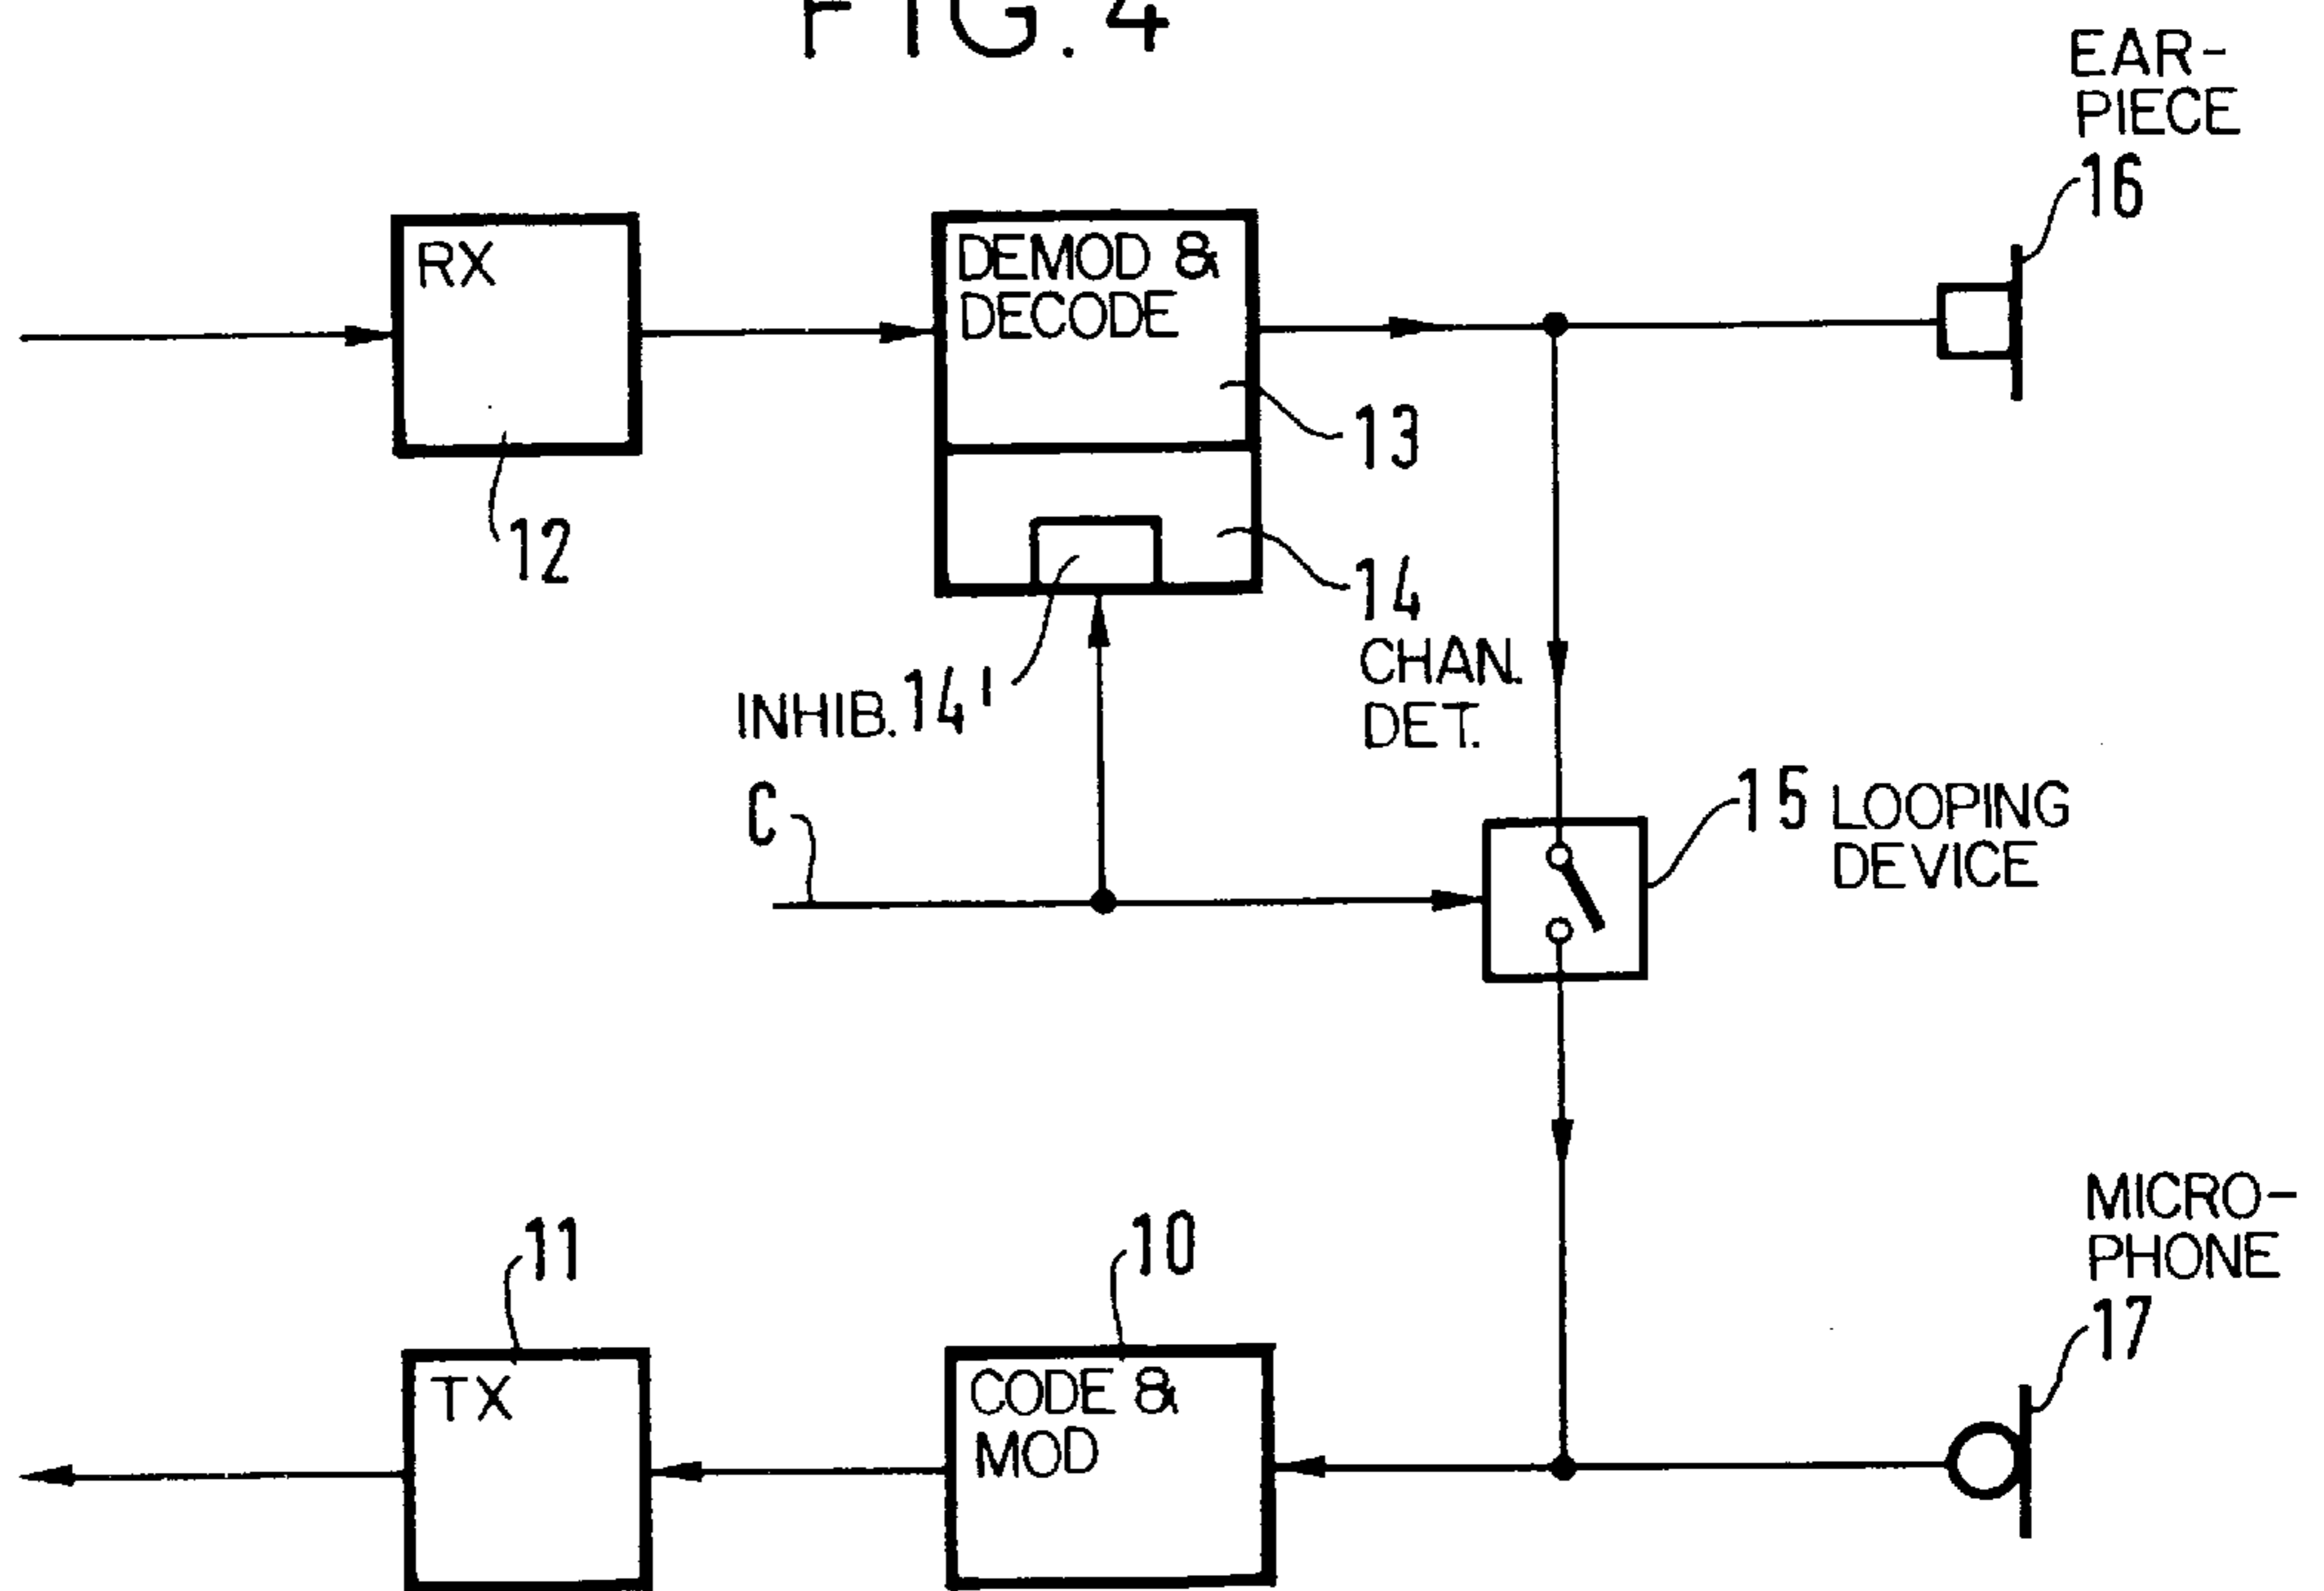 FIG. 4
EAR-
PIECE
16
RX
DEMOD &
DECODE
13
12
14
CHAN.
DET.
INHIB. 14'
C
15 LOOPING
DEVICE
MICRO-
PHONE
17
11
10
TX
CODE &
MOD